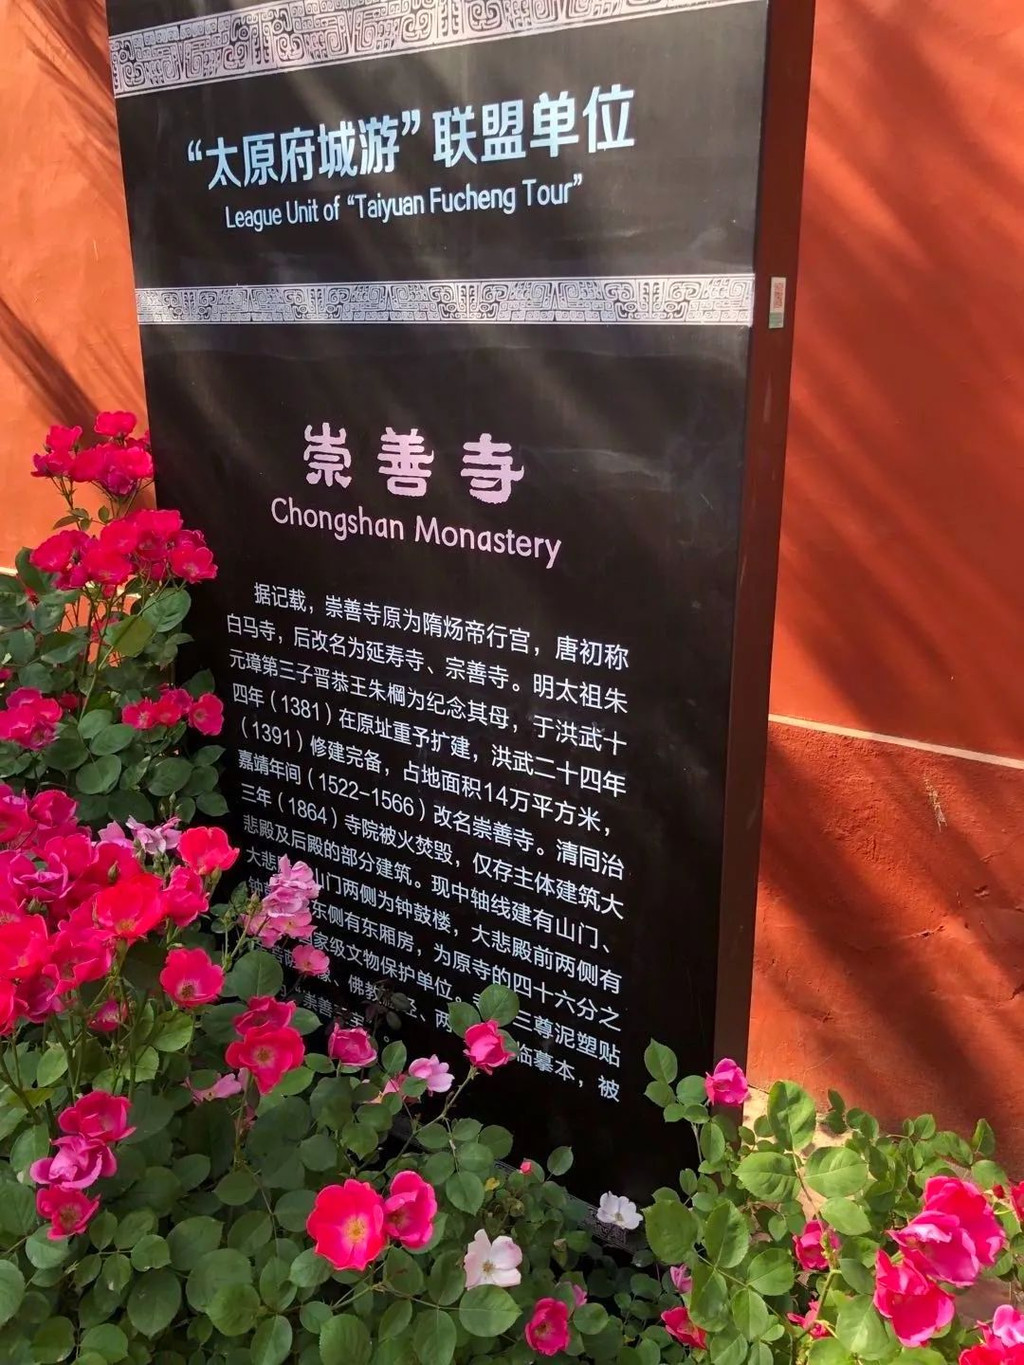 “太原府城游”联盟单位
League Unit of “Taiyuan Fucheng Tour”
崇善寺
Chongshan Monastery
据记载，崇善寺原为隋炀帝行宫，唐初称
白马寺，后改名为延寿寺、宗善寺。明太祖朱
元璋第三子晋恭王朱棡为纪念其母，于洪武十
四年（1381）在原址重予扩建，洪武二十四年
（1391）修建完备，占地面积14万平方米，
嘉靖年间（1522-1566）改名崇善寺。清同治
三年（1864）寺院被火焚毁，仅存主体建筑大
悲殿及后殿的部分建筑。现中轴线建有山门、
大悲 山门两侧为钟鼓楼，大悲殿前两侧有
钟 东侧有东厢房，为原寺的四十六分之
家级文物保护单位。 三尊泥塑贴
像、佛教 经、两 临摹本，被
崇善